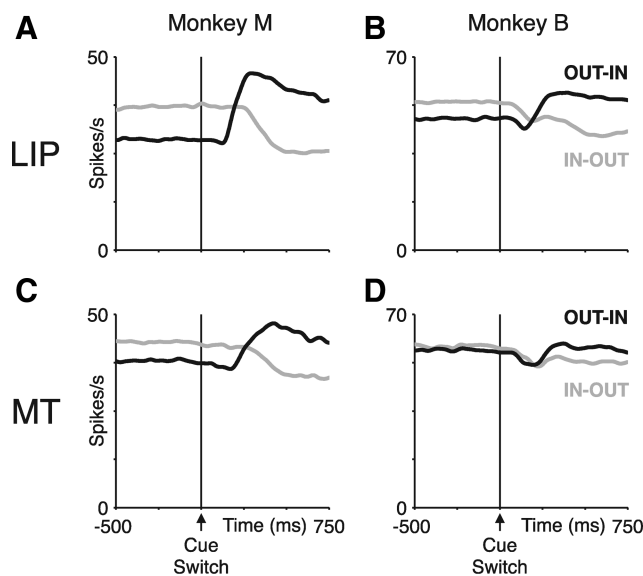 A
Monkey M
B
Monkey B
50
70
OUT-IN
LIP
Spikes/s
IN-OUT
0
0
C
D
50
70
OUT-IN
MT
Spikes/s
IN-OUT
0
0
-500
Time (ms)
750
-500
Time (ms)
750
Cue
Switch
Cue
Switch